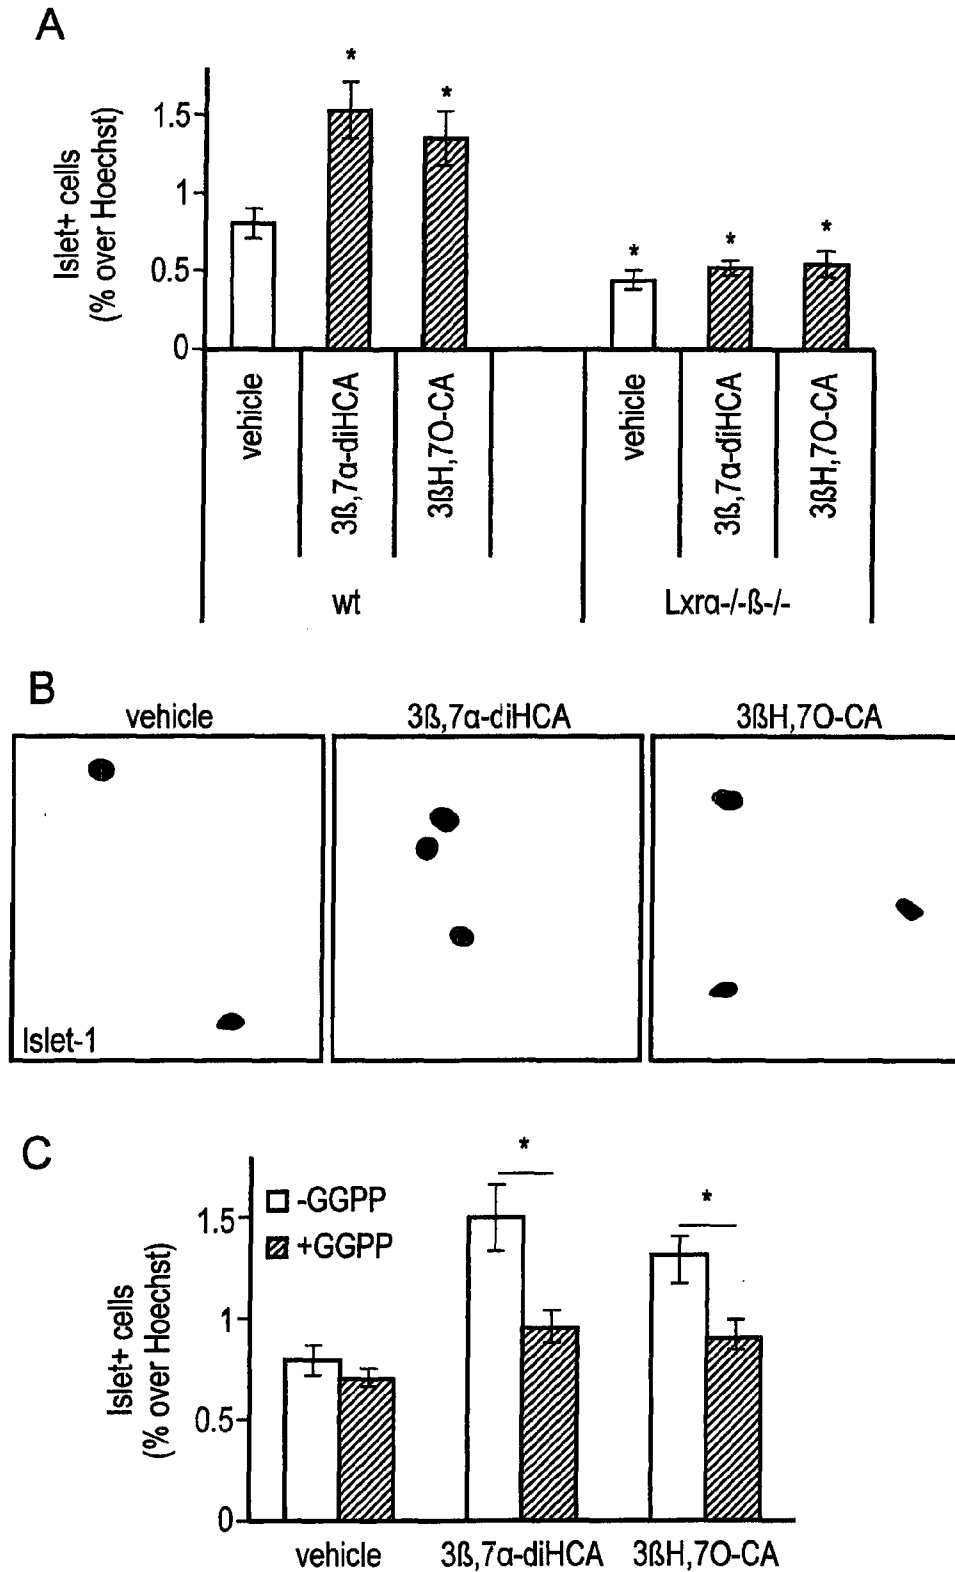 A
Islet+ cells
(% over Hoechst)
1.5
1
0.5
0
*
*
*
*
*
vehicle
3ß,7α-diHCA
3ßH,7O-CA
vehicle
3ß,7α-diHCA
3ßH,7O-CA
wt
Lxrα-/-ß-/-
B
vehicle
3ß,7α-diHCA
3ßH,7O-CA
Islet-1
C
Islet+ cells
(% over Hoechst)
1.5
1
0.5
0
-GGPP
+GGPP
*
*
vehicle
3ß,7α-diHCA
3ßH,7O-CA